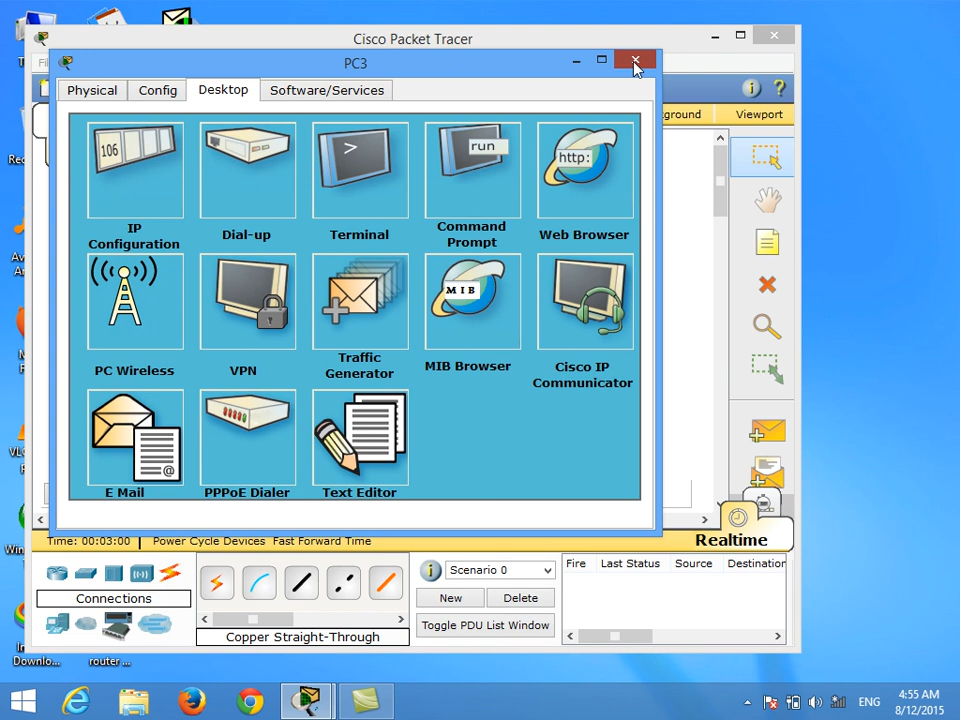 Cisco Packet Tracer
PC3
Physical
Config
Desktop
Software/Services
ground
Viewport
106
>
run
http:
IP
Configuration
Dial-up
Terminal
Command
Prompt
Web Browser
MIB
PC Wireless
VPN
Traffic
Generator
MIB Browser
Cisco IP
Communicator
@
E Mail
PPPoE Dialer
Text Editor
Time: 00:03:00
Power Cycle Devices
Fast Forward Time
Realtime
Connections
Copper Straight-Through
Scenario 0
New
Delete
Toggle PDU List Window
Fire
Last Status
Source
Destination
Downlo...
router ...
ENG
4:55 AM
8/12/2015